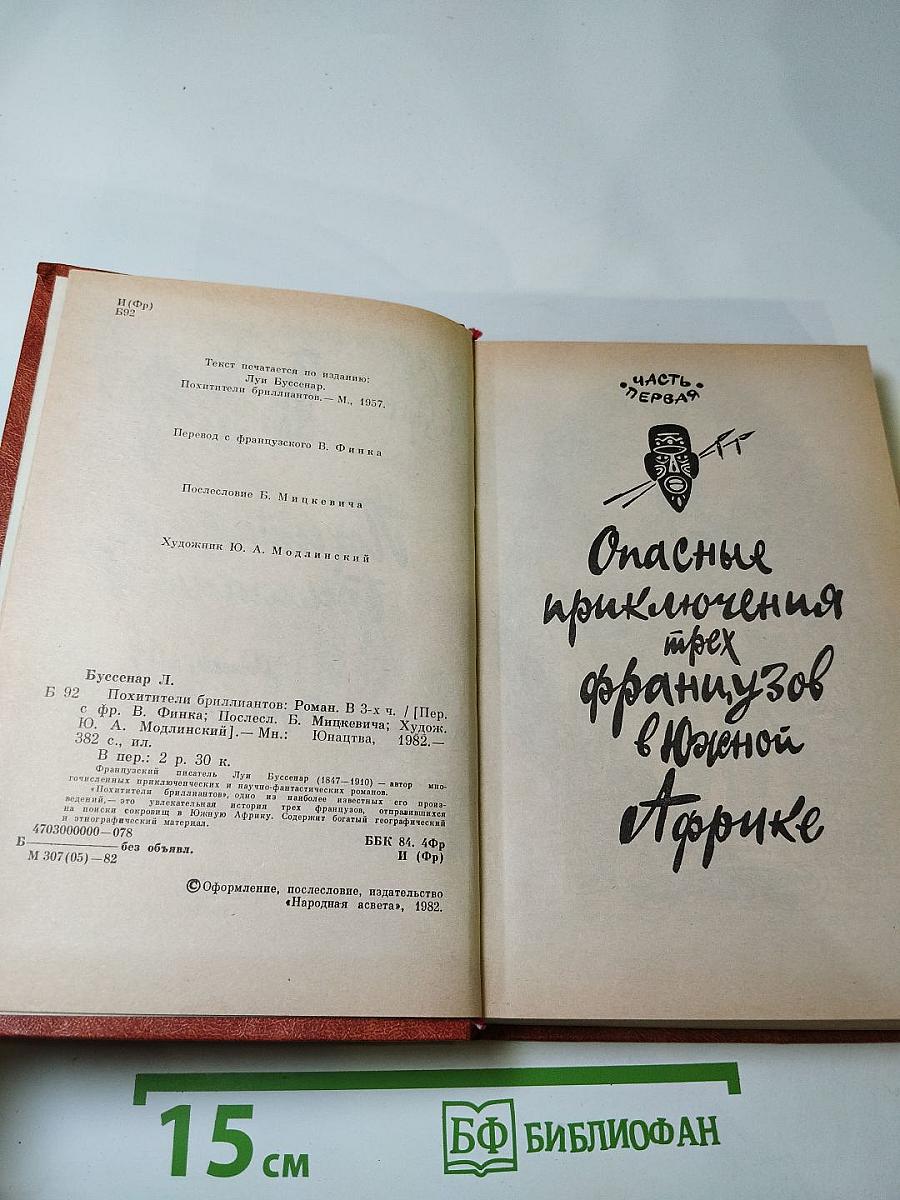 И(Фр)
Б92
Текст печатается по изданию:
Луи Буссенар.
Похитители бриллиантов.— М., 1957.
Перевод с французского В. Финка
Послесловие Б. Мицкевича
Художник Ю. А. Модлинский
Буссенар Л.
Б 92 Похитители бриллиантов: Роман. В 3-х ч. / [Пер.
с фр. В. Финка; Послесл. Б. Мицкевича; Худож.
Ю. А. Модлинский].— Мн.: Юнацтва, 1982.—
382 с., ил.
В пер.: 2 р. 30 к.
Французский писатель Луи Буссенар (1847—1910) — автор мно-
гочисленных приключенческих и научно-фантастических романов.
«Похитители бриллиантов», одно из наиболее известных его произ-
ведений,— это увлекательная история трех французов, отправившихся
на поиски сокровищ в Южную Африку. Содержит богатый географический
и этнографический материал.
4703000000—078
Б————— без объявл.
М 307(05)—82
ББК 84. 4Фр
И (Фр)
© Оформление, послесловие, издательство
«Народная асвета», 1982.
•ЧАСТЬ•
ПЕРВАЯ
Опасные
приключения
трех
французов
в Южной
Африке
15 см
БФ БИБЛИОФАН